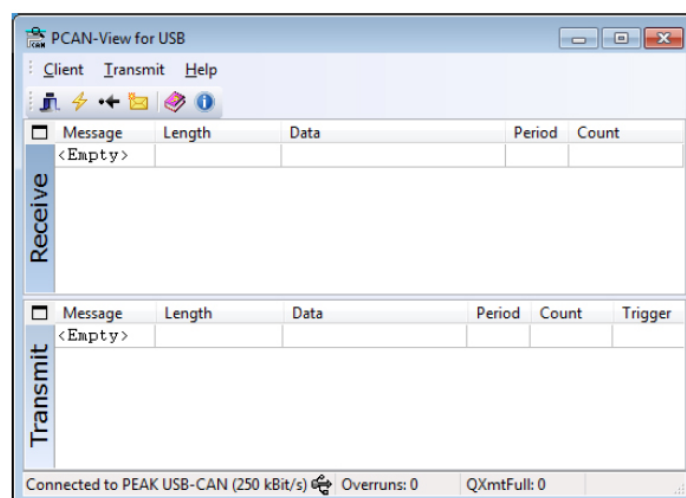 PCAN-View for USB
Client Transmit Help
Message Length Data Period Count
<Empty>
Receive
Message Length Data Period Count Trigger
<Empty>
Transmit
Connected to PEAK USB-CAN (250 kBit/s) Overruns: 0 QXmtFull: 0